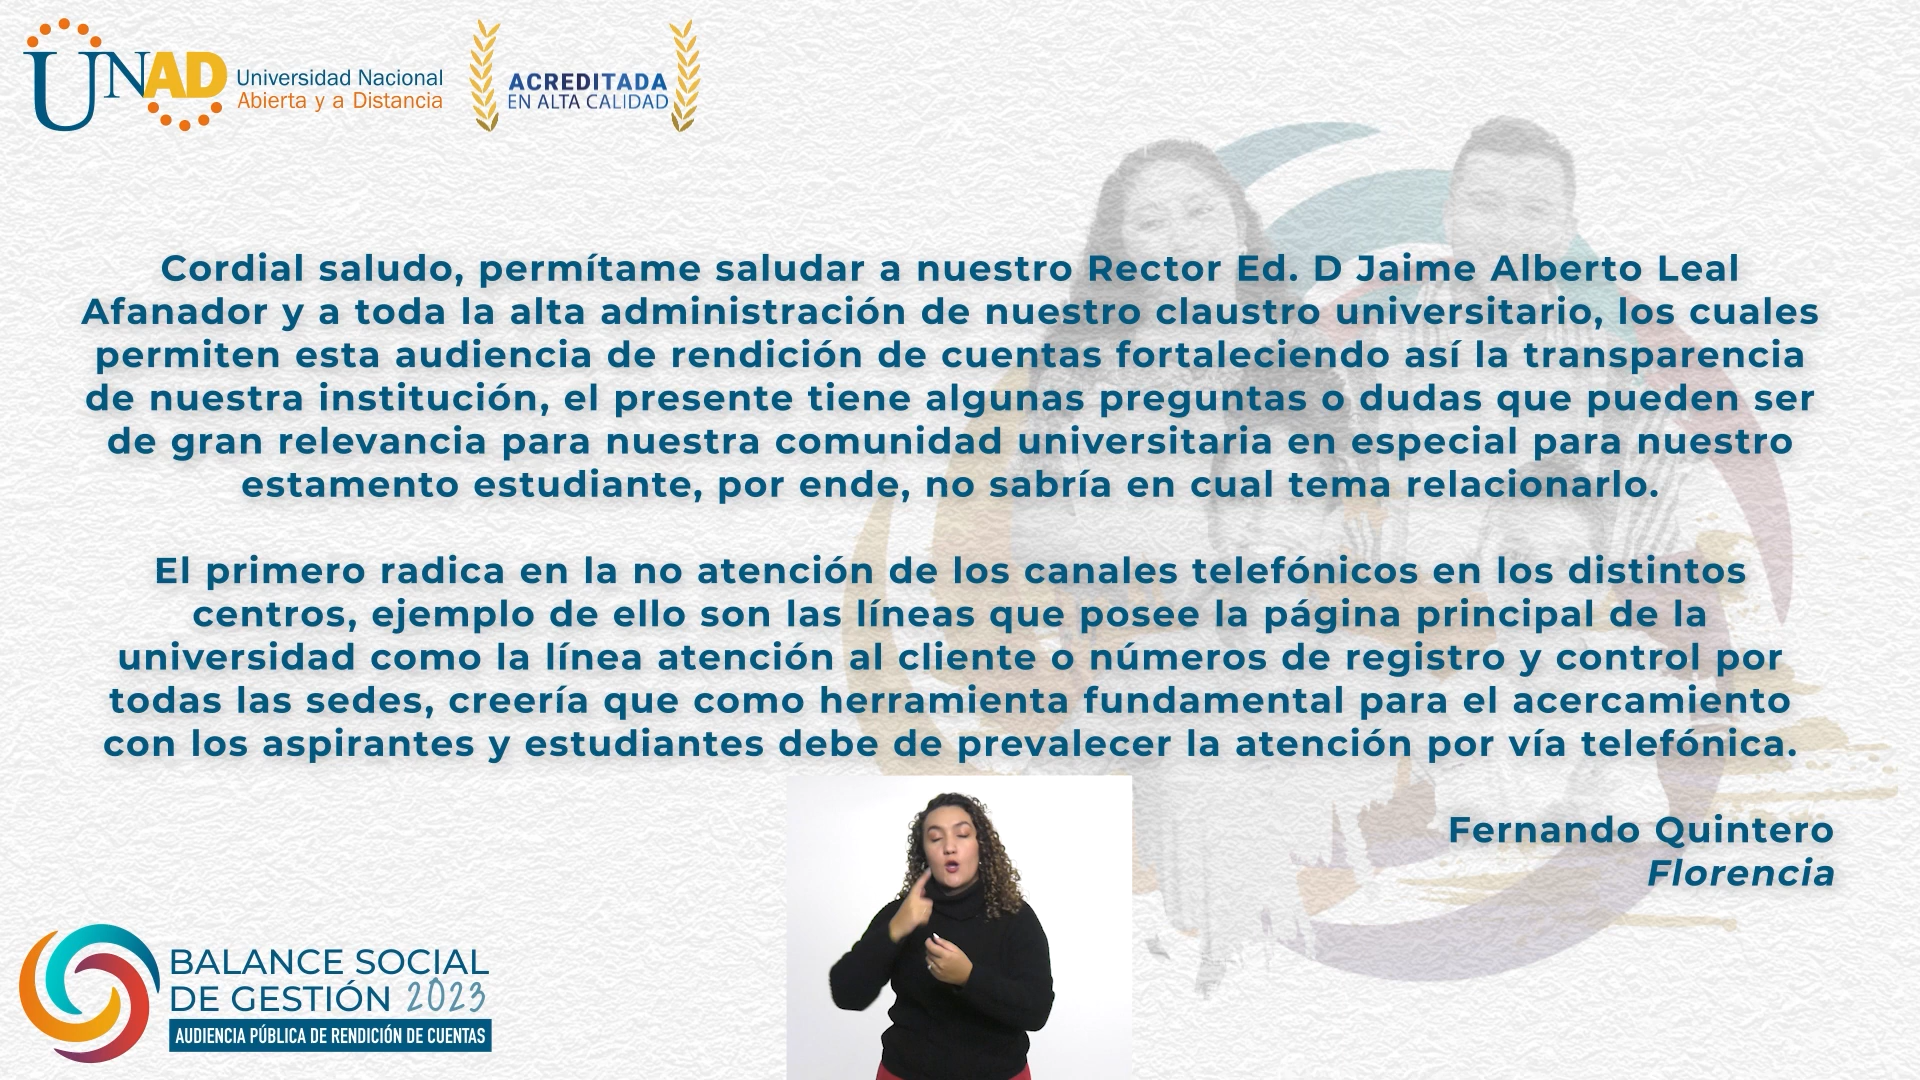 UNAD
Universidad Nacional
Abierta y a Distancia
ACREDITADA
EN ALTA CALIDAD
Cordial saludo, permítame saludar a nuestro Rector Ed. D Jaime Alberto Leal
Afanador y a toda la alta administración de nuestro claustro universitario, los cuales
permiten esta audiencia de rendición de cuentas fortaleciendo así la transparencia
de nuestra institución, el presente tiene algunas preguntas o dudas que pueden ser
de gran relevancia para nuestra comunidad universitaria en especial para nuestro
estamento estudiante, por ende, no sabría en cual tema relacionarlo.
El primero radica en la no atención de los canales telefónicos en los distintos
centros, ejemplo de ello son las líneas que posee la página principal de la
universidad como la línea atención al cliente o números de registro y control por
todas las sedes, creería que como herramienta fundamental para el acercamiento
con los aspirantes y estudiantes debe de prevalecer la atención por vía telefónica.
Fernando Quintero
Florencia
BALANCE SOCIAL
DE GESTIÓN 2023
AUDIENCIA PÚBLICA DE RENDICIÓN DE CUENTAS